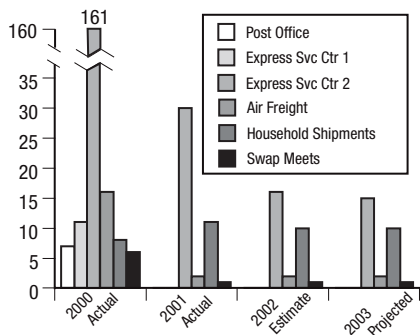 161
160
35
30
25
20
15
10
5
0
Post Office
Express Svc Ctr 1
Express Svc Ctr 2
Air Freight
Household Shipments
Swap Meets
2000
Actual
2001
Actual
2002
Estimate
2003
Projected